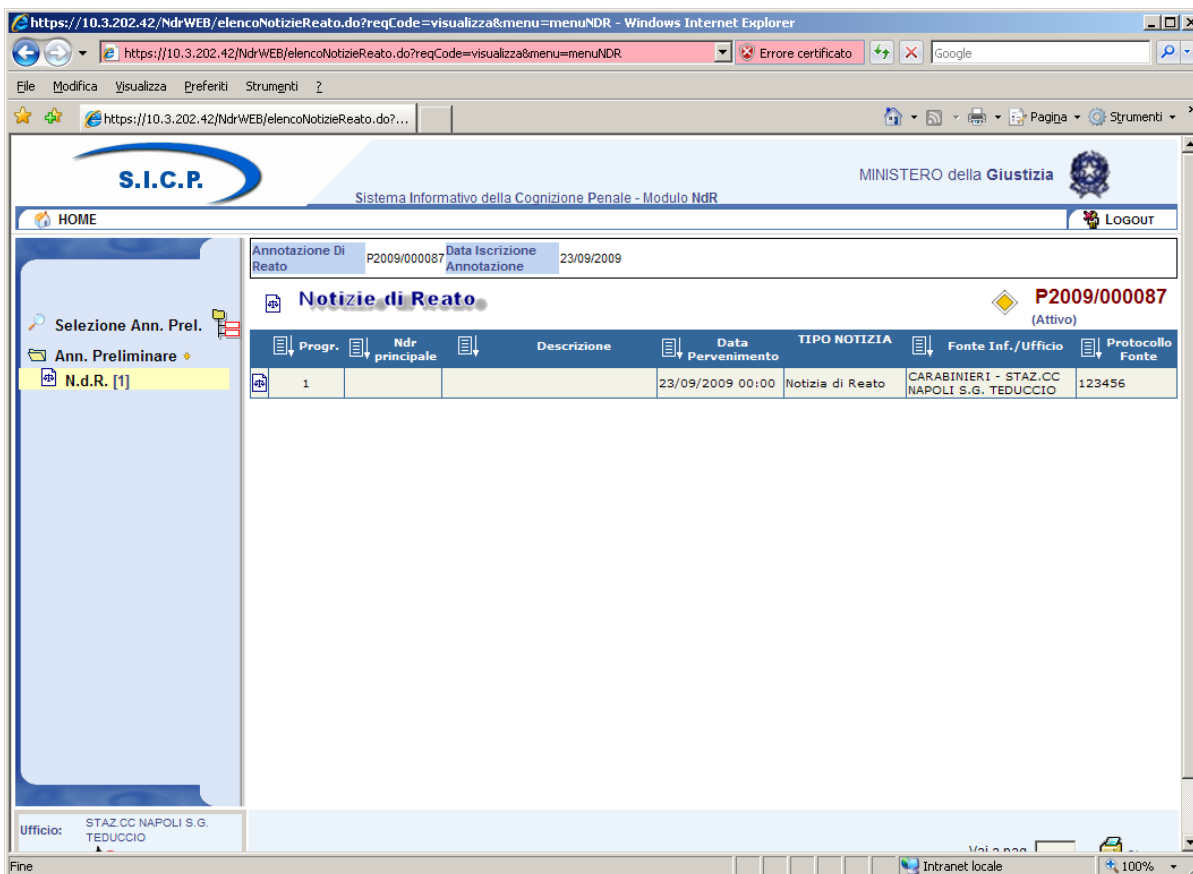 https://10.3.202.42/NdrWEB/elencoNotizieReato.do?reqCode=visualizza&menu=menuNDR - Windows Internet Explorer
https://10.3.202.42/NdrWEB/elencoNotizieReato.do?reqCode=visualizza&menu=menuNDR Errore certificato Google
File Modifica Visualizza Preferiti Strumenti ?
https://10.3.202.42/NdrWEB/elencoNotizieReato.do?... Pagina Strumenti
S.I.C.P.
MINISTERO della Giustizia
Sistema Informativo della Cognizione Penale - Modulo NdR
HOME LOGOUT
Annotazione Di Reato P2009/000087 Data Iscrizione Annotazione 23/09/2009
Notizie di Reato P2009/000087
(Attivo)
Selezione Ann. Prel.
Ann. Preliminare
N.d.R. [1]
Progr. Ndr principale Descrizione Data Pervenimento TIPO NOTIZIA Fonte Inf./Ufficio Protocollo Fonte
1 23/09/2009 00:00 Notizia di Reato CARABINIERI - STAZ.CC NAPOLI S.G. TEDUCCIO 123456
Ufficio: STAZ.CC NAPOLI S.G. TEDUCCIO
Vai a pag
Fine Intranet locale 100%